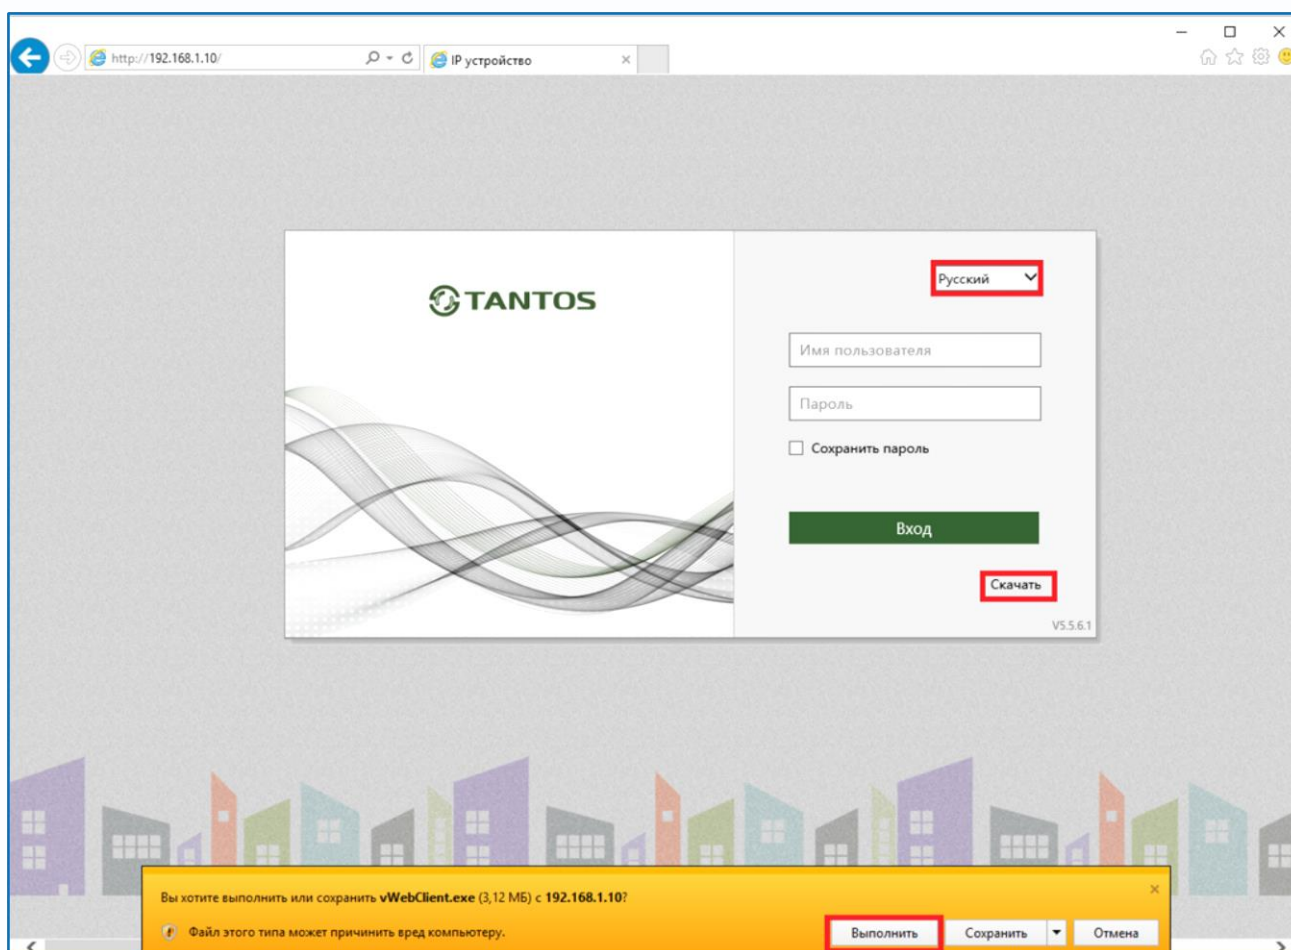 http://192.168.1.10/
IP устройство
TANTOS
Русский
Имя пользователя
Пароль
Сохранить пароль
Вход
Скачать
V5.5.6.1
Вы хотите выполнить или сохранить vWebClient.exe (3,12 МБ) с 192.168.1.10?
Файл этого типа может причинить вред компьютеру.
Выполнить
Сохранить
Отмена